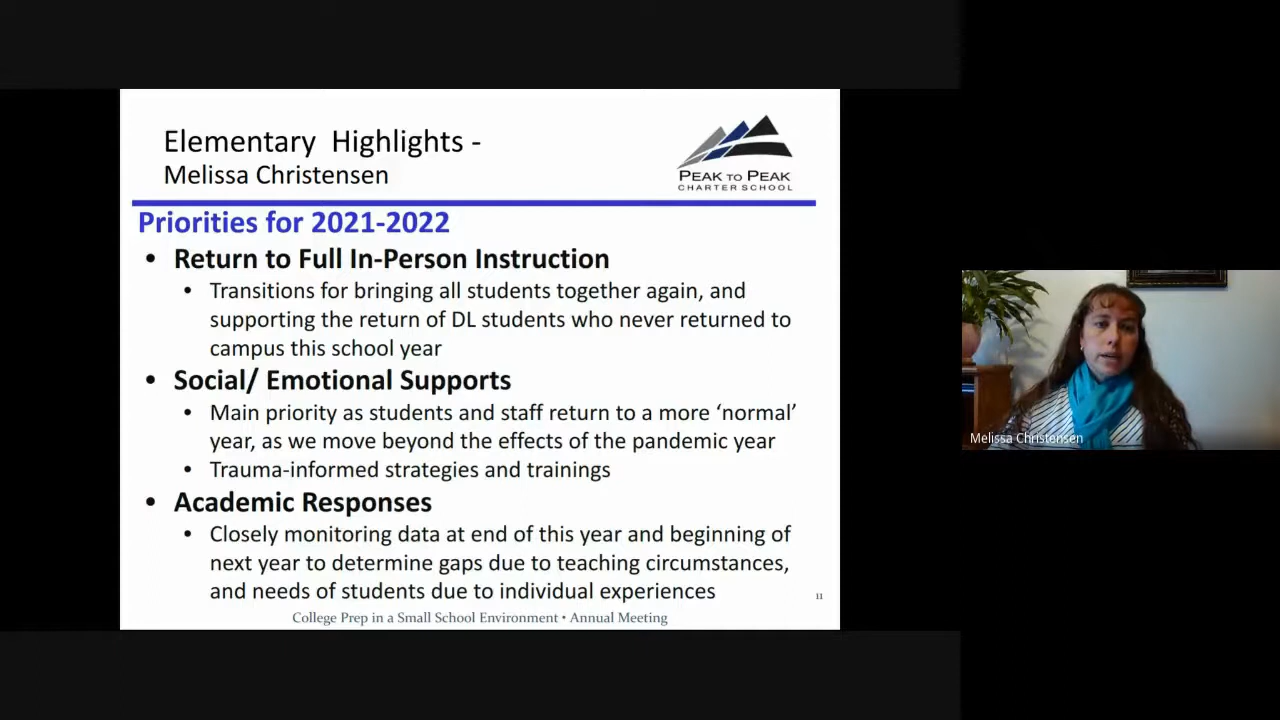 Elementary  Highlights -
Melissa Christensen
PEAK TO PEAK
CHARTER SCHOOL
Priorities for 2021-2022
• Return to Full In-Person Instruction
• Transitions for bringing all students together again, and
supporting the return of DL students who never returned to
campus this school year
• Social/ Emotional Supports
• Main priority as students and staff return to a more ‘normal’
year, as we move beyond the effects of the pandemic year
• Trauma-informed strategies and trainings
• Academic Responses
• Closely monitoring data at end of this year and beginning of
next year to determine gaps due to teaching circumstances,
and needs of students due to individual experiences
11
College Prep in a Small School Environment • Annual Meeting
Melissa Christensen